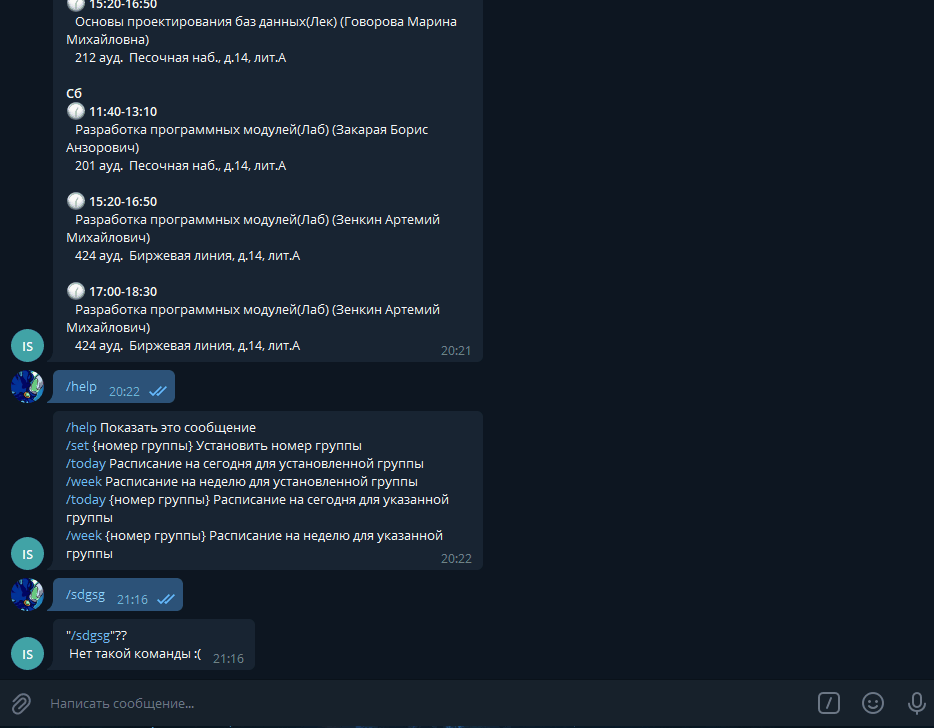 15:20-16:50
Основы проектирования баз данных(Лек) (Говорова Марина
Михайловна)
212 ауд. Песочная наб., д.14, лит.А
Сб
11:40-13:10
Разработка программных модулей(Лаб) (Закарая Борис
Анзорович)
201 ауд. Песочная наб., д.14, лит.А
15:20-16:50
Разработка программных модулей(Лаб) (Зенкин Артемий
Михайлович)
424 ауд. Биржевая линия, д.14, лит.А
17:00-18:30
Разработка программных модулей(Лаб) (Зенкин Артемий
Михайлович)
424 ауд. Биржевая линия, д.14, лит.А
IS
20:21
/help 20:22
/help Показать это сообщение
/set {номер группы} Установить номер группы
/today Расписание на сегодня для установленной группы
/week Расписание на неделю для установленной группы
/today {номер группы} Расписание на сегодня для указанной
группы
/week {номер группы} Расписание на неделю для указанной
группы
IS
20:22
/sdgsg 21:16
"/sdgsg"??
Нет такой команды :(
IS
21:16
Написать сообщение...